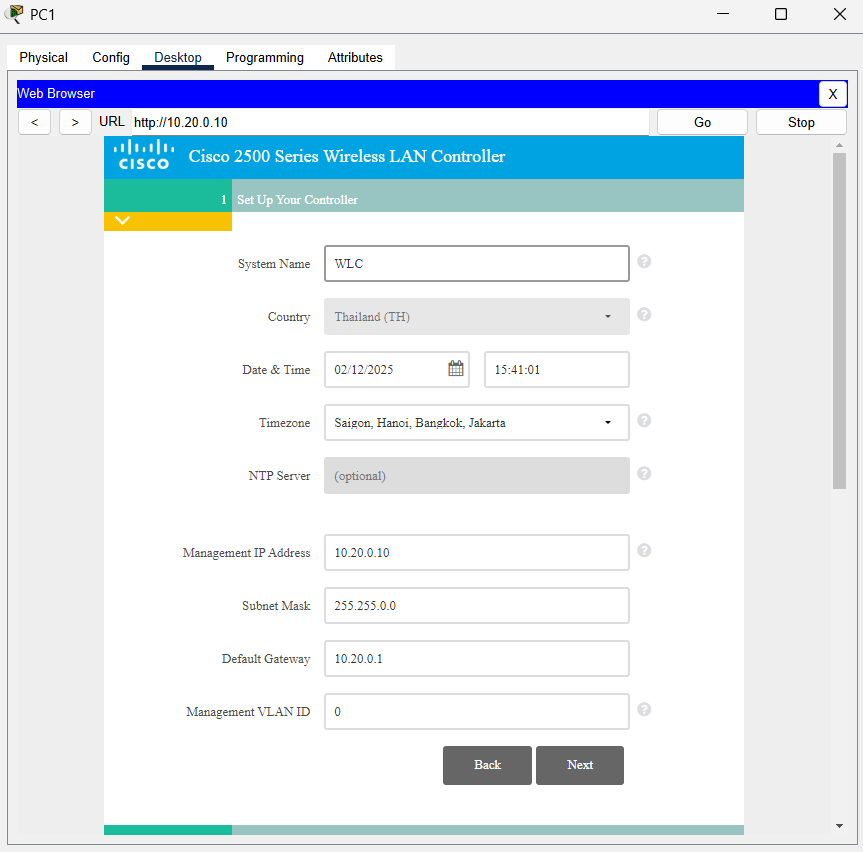 PC1
Physical Config Desktop Programming Attributes
Web Browser X
< > URL http://10.20.0.10 Go Stop
CISCO Cisco 2500 Series Wireless LAN Controller
1 Set Up Your Controller
System Name WLC ?
Country Thailand (TH) ?
Date & Time 02/12/2025 15:41:01
Timezone Saigon, Hanoi, Bangkok, Jakarta ?
NTP Server (optional) ?
Management IP Address 10.20.0.10 ?
Subnet Mask 255.255.0.0
Default Gateway 10.20.0.1
Management VLAN ID 0 ?
Back Next